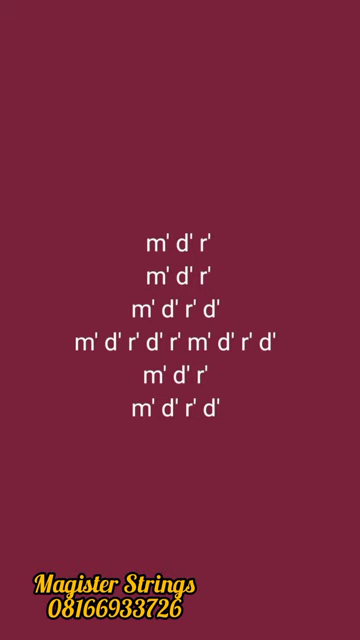 m' d' r'
m' d' r'
m' d' r' d'
m' d' r' d' r' m' d' r' d'
m' d' r'
m' d' r' d'
Magister Strings
08166933726